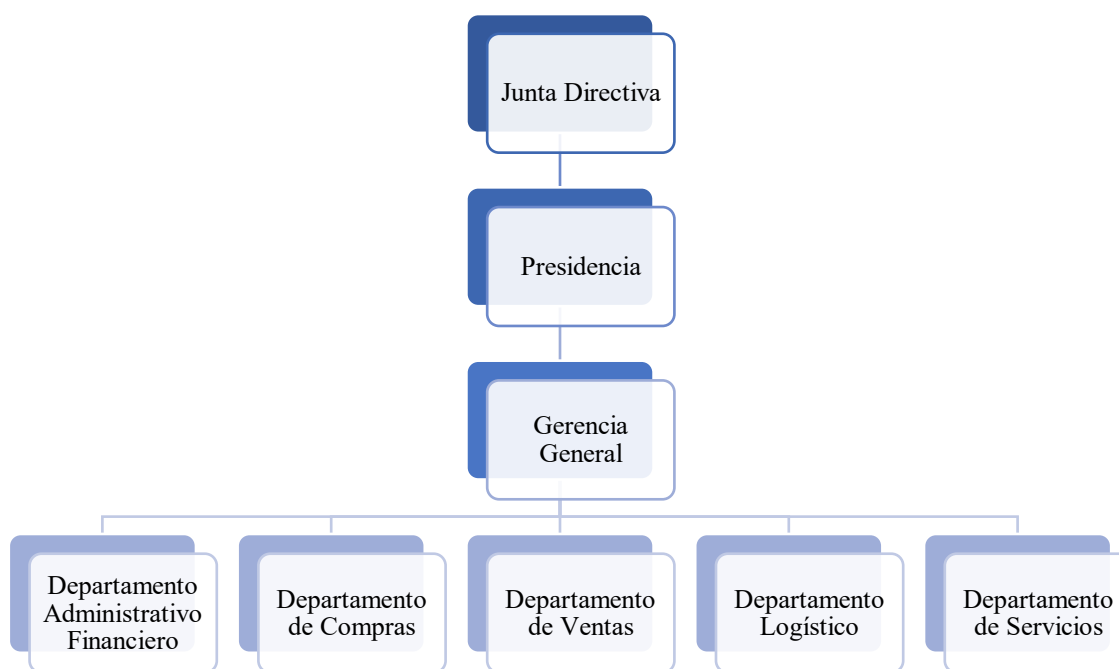 Junta Directiva
Presidencia
Gerencia
General
Departamento
Administrativo
Financiero
Departamento
de Compras
Departamento
de Ventas
Departamento
Logístico
Departamento
de Servicios